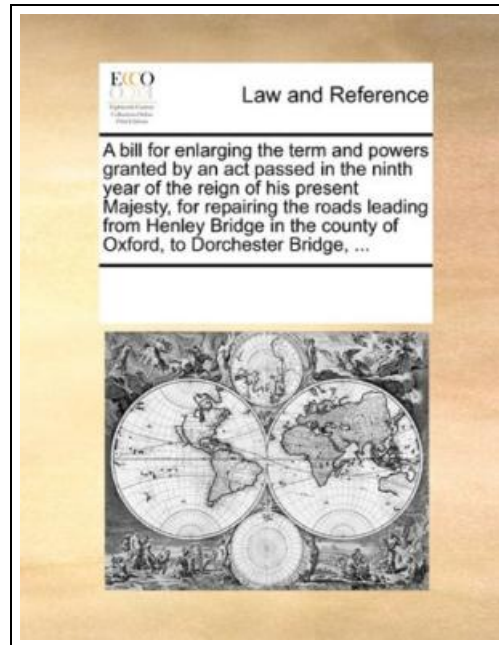 ECCO
Law and Reference
A bill for enlarging the term and powers
granted by an act passed in the ninth
year of the reign of his present
Majesty, for repairing the roads leading
from Henley Bridge in the county of
Oxford, to Dorchester Bridge, ...